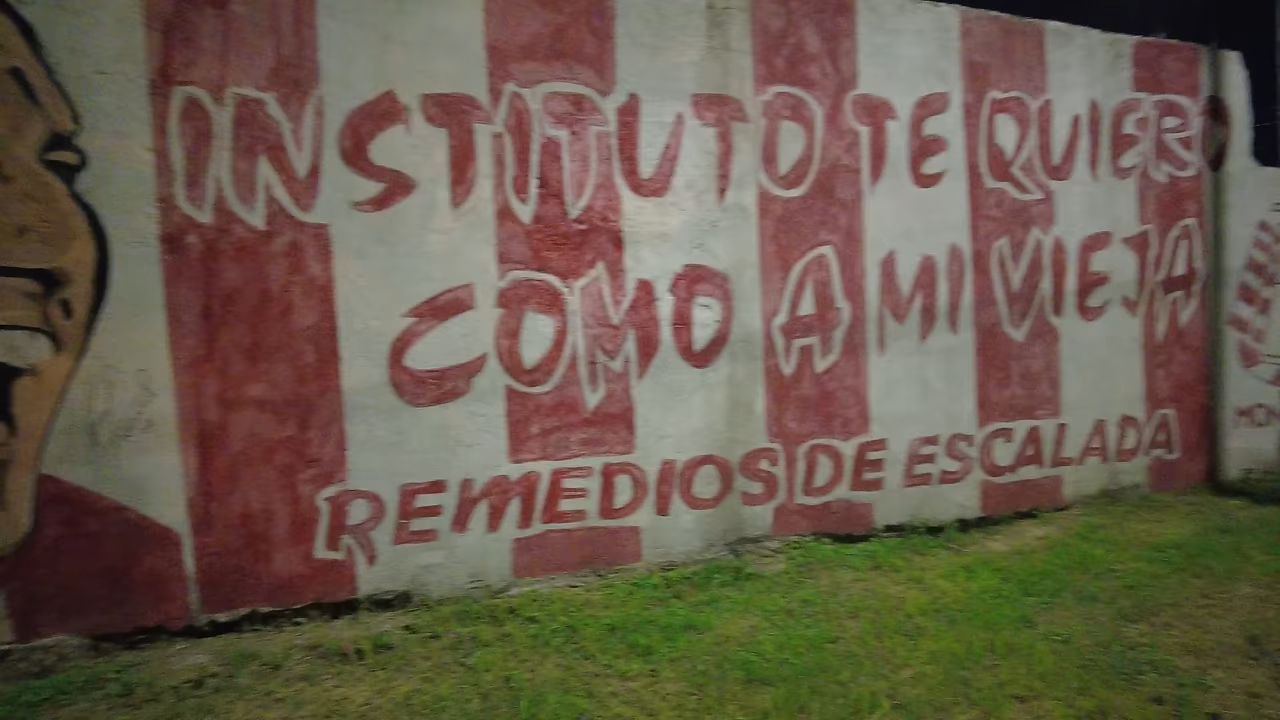 INSTITUTO TE QUIERO
COMO A MI VIEJA
REMEDIOS DE ESCALADA